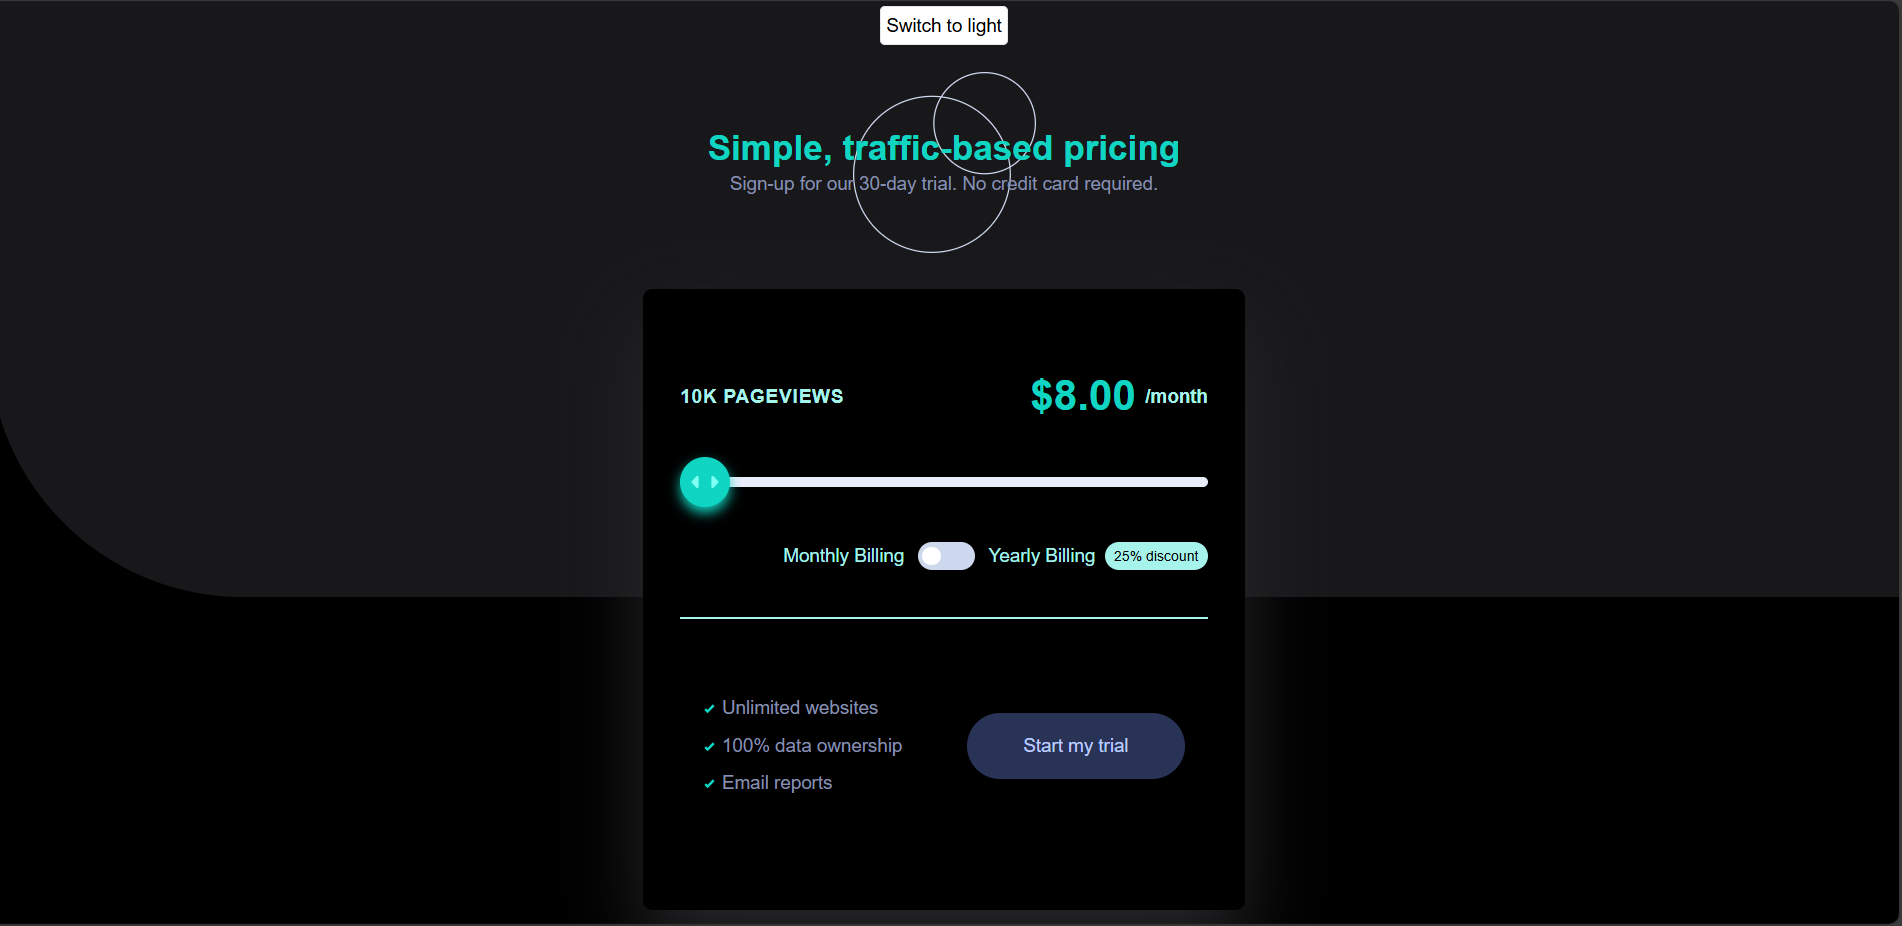 Switch to light
Simple, traffic-based pricing
Sign-up for our 30-day trial. No credit card required.
10K PAGEVIEWS
$8.00 /month
Monthly Billing
Yearly Billing
25% discount
Unlimited websites
100% data ownership
Email reports
Start my trial